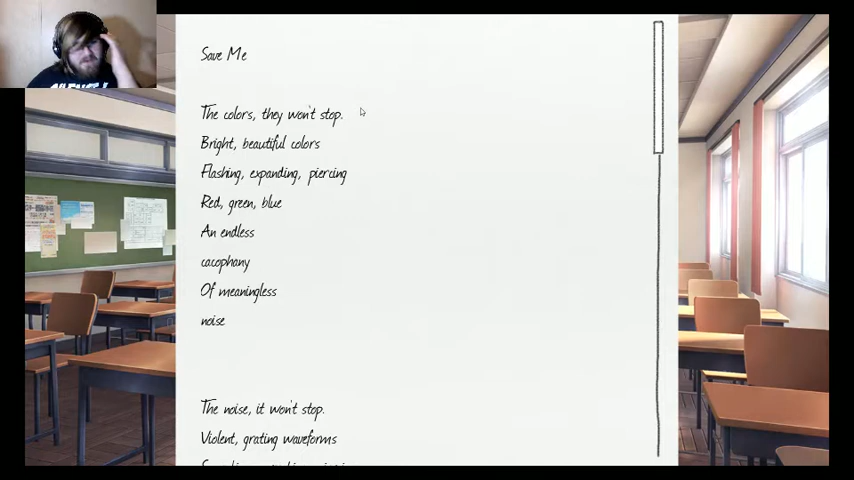 Save Me
The colors, they won't stop.
Bright, beautiful colors
Flashing, expanding, piercing
Red, green, blue
An endless
cacophany
Of meaningless
noise
The noise, it won't stop.
Violent, grating waveforms